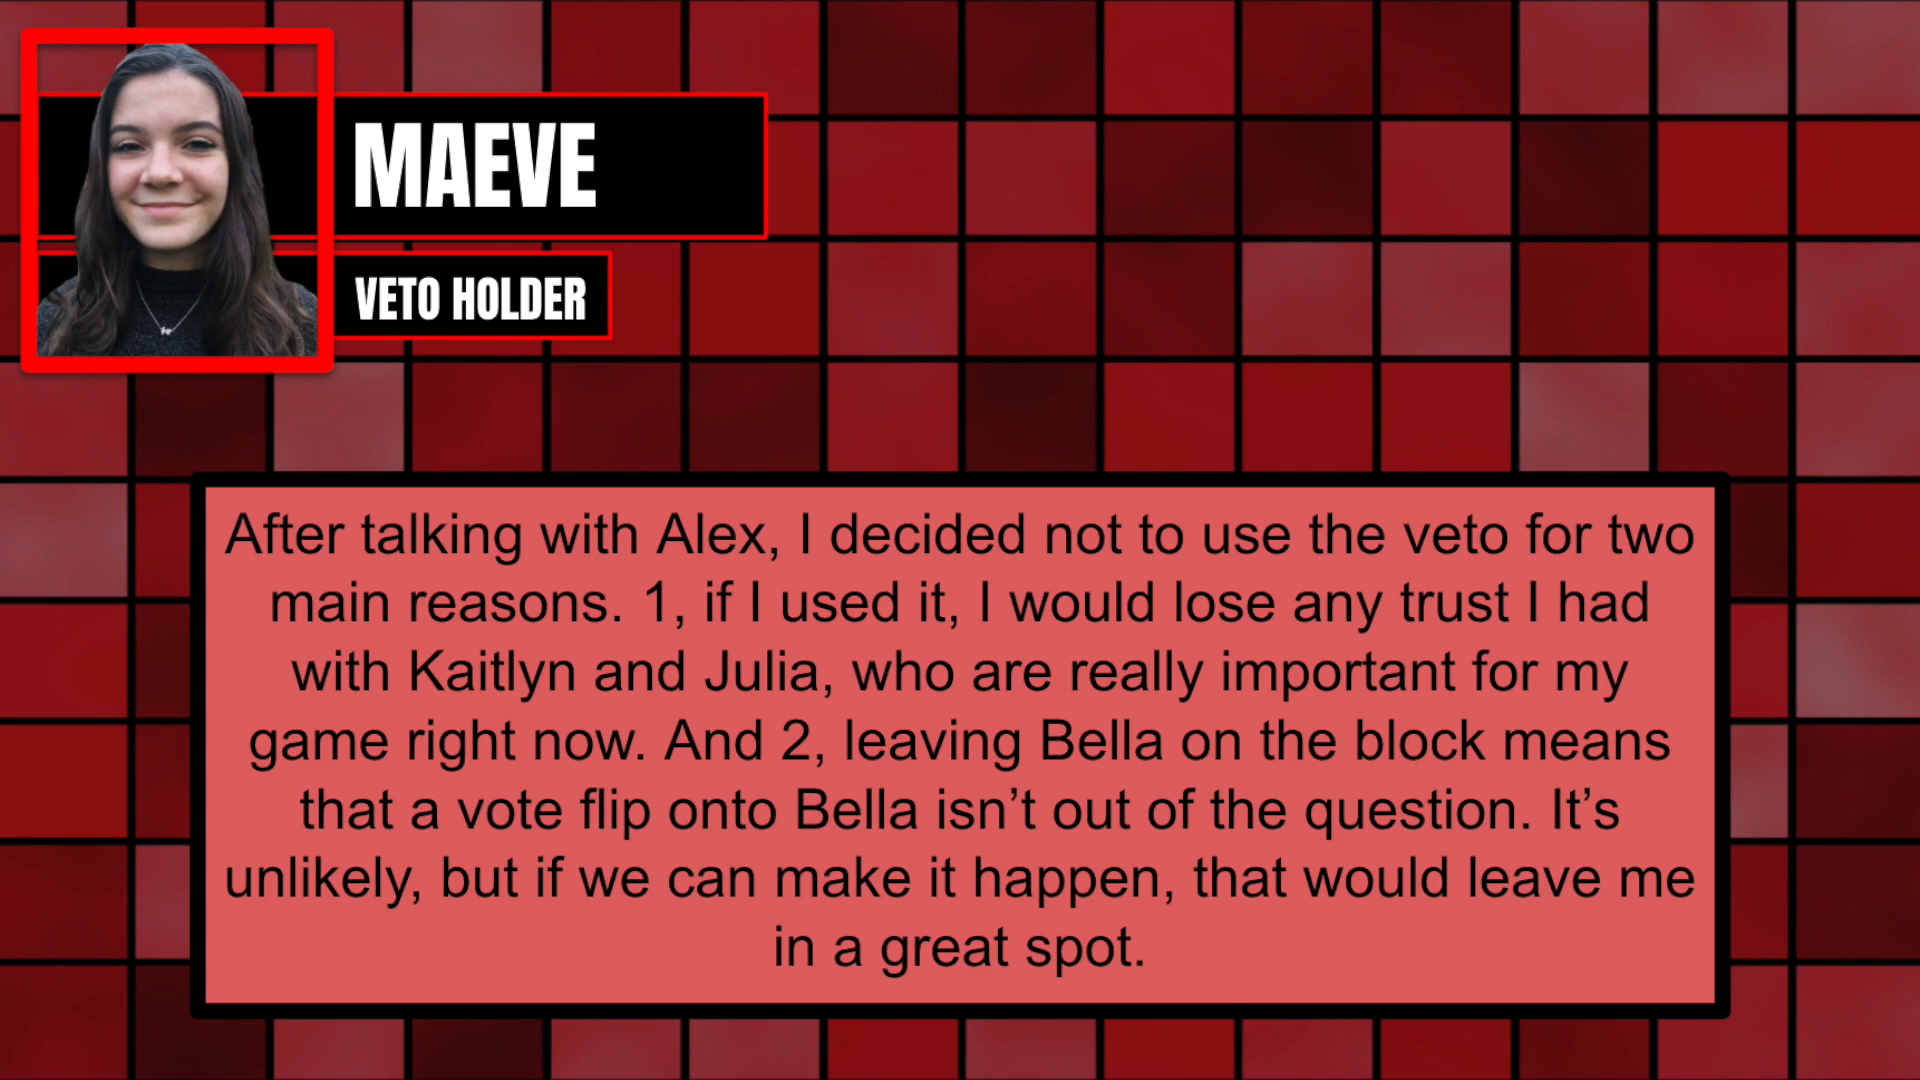 MAEVE
VETO HOLDER
After talking with Alex, I decided not to use the veto for two
main reasons. 1, if I used it, I would lose any trust I had
with Kaitlyn and Julia, who are really important for my
game right now. And 2, leaving Bella on the block means
that a vote flip onto Bella isn’t out of the question. It’s
unlikely, but if we can make it happen, that would leave me
in a great spot.